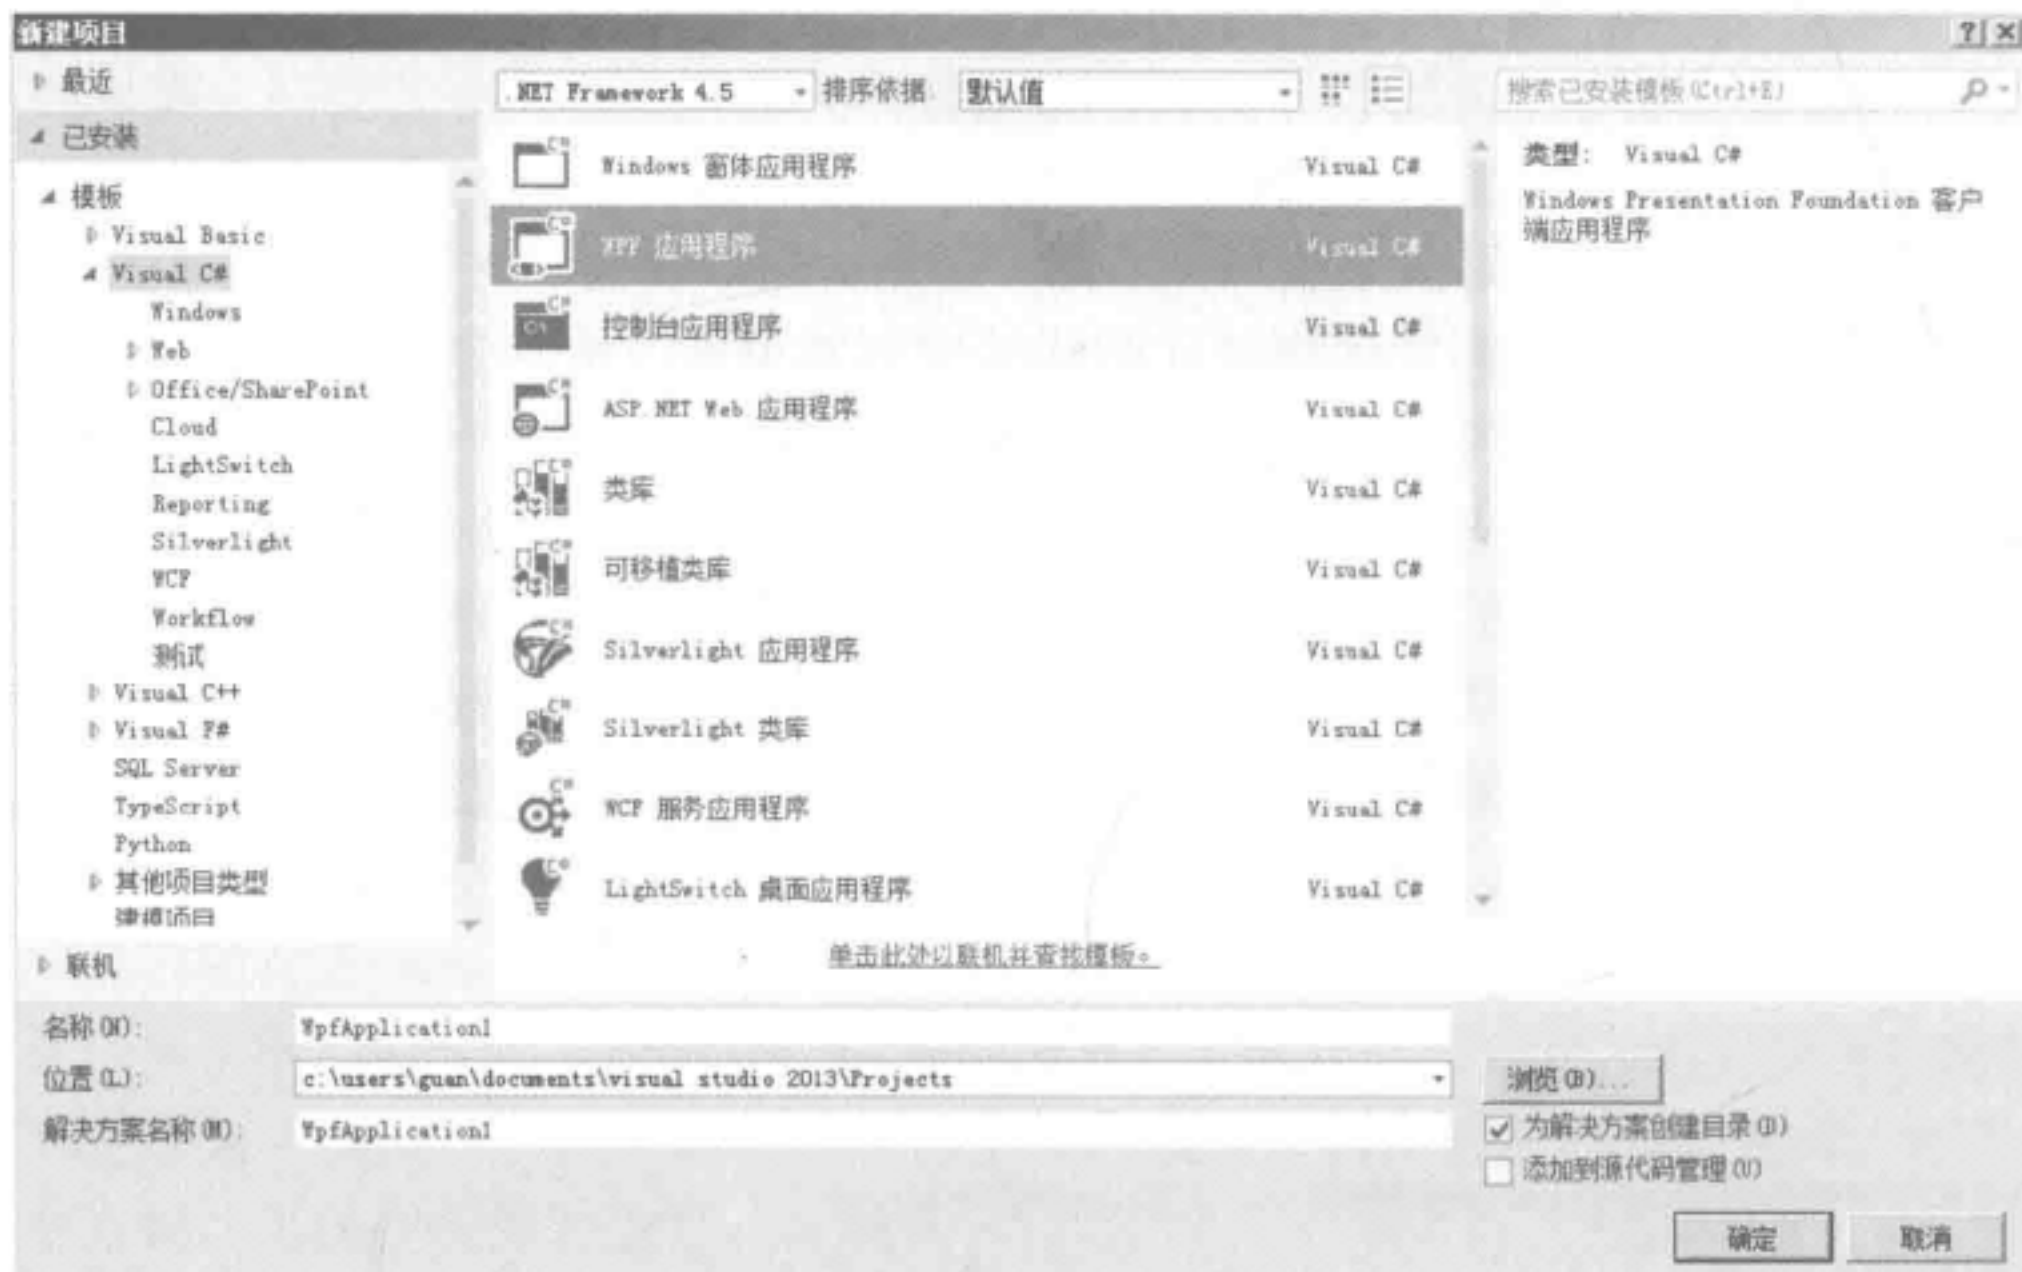 新建项目
最近
已安装
模板
Visual Basic
Visual C#
Windows
Web
Office/SharePoint
Cloud
LightSwitch
Reporting
Silverlight
WCF
Workflow
测试
Visual C++
Visual F#
SQL Server
TypeScript
Python
其他项目类型
建模项目
联机
.NET Framework 4.5 排序依据: 默认值
Windows 窗体应用程序 Visual C#
WPF 应用程序 Visual C#
控制台应用程序 Visual C#
ASP.NET Web 应用程序 Visual C#
类库 Visual C#
可移植类库 Visual C#
Silverlight 应用程序 Visual C#
Silverlight 类库 Visual C#
WCF 服务应用程序 Visual C#
LightSwitch 桌面应用程序 Visual C#
单击此处以联机并查找模板。
搜索已安装模板(Ctrl+E)
类型: Visual C#
Windows Presentation Foundation 客户
端应用程序
名称(N): WpfApplication1
位置(L): c:\users\guan\documents\visual studio 2013\Projects
浏览(B)...
解决方案名称(M): WpfApplication1
为解决方案创建目录(D)
添加到源代码管理(U)
确定 取消